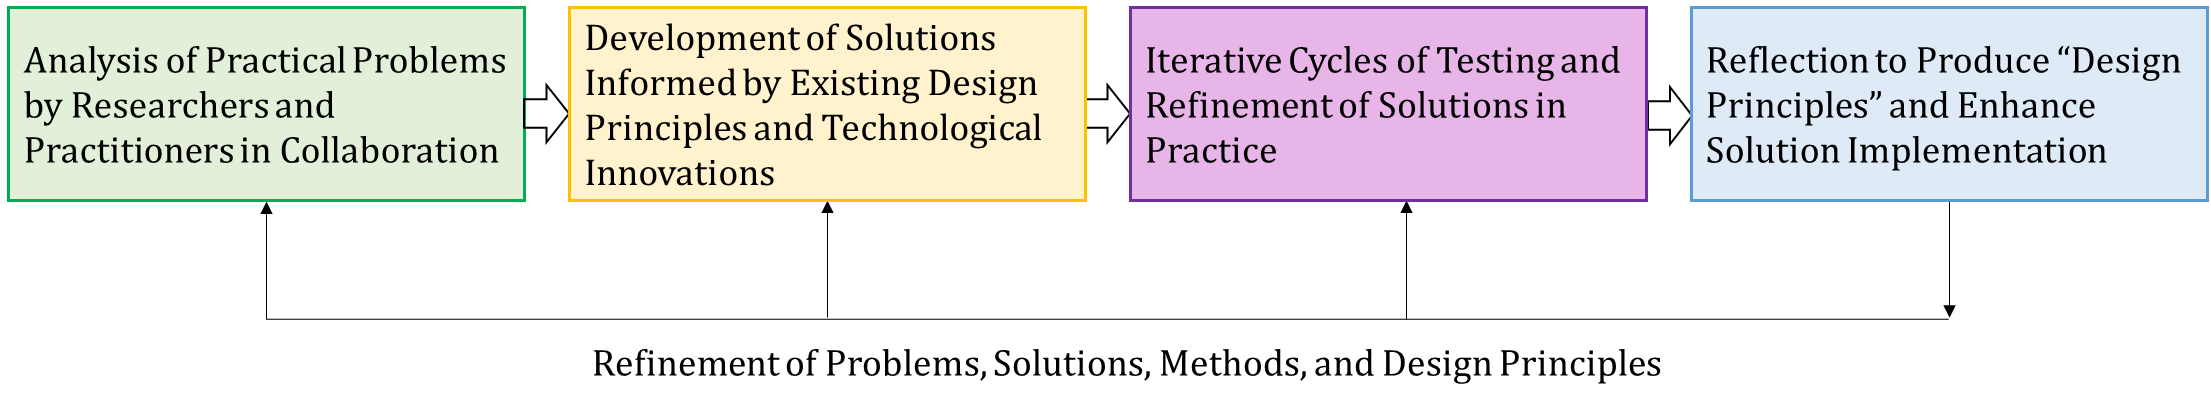 Analysis of Practical Problems
by Researchers and
Practitioners in Collaboration
Development of Solutions
Informed by Existing Design
Principles and Technological
Innovations
Iterative Cycles of Testing and
Refinement of Solutions in
Practice
Reflection to Produce “Design
Principles” and Enhance
Solution Implementation
Refinement of Problems, Solutions, Methods, and Design Principles